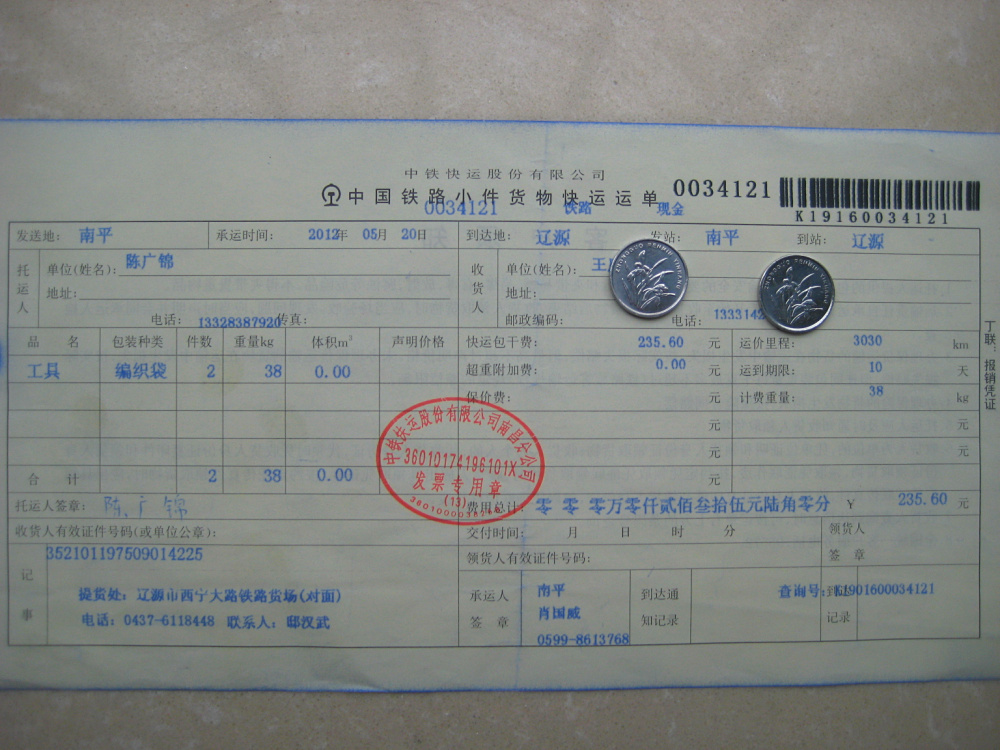 中铁快运股份有限公司
中国铁路小件货物快运运单 0034121
K19160034121
0034121 铁路 现金
发送地: 南平 承运时间: 2012年 05月 20日 到达地: 辽源 发站: 南平 到站: 辽源
托运人 单位(姓名): 陈广锦 收货人 单位(姓名): 王
地址: 地址:
电话: 13328387920 传真: 邮政编码: 电话: 1333142
品名 包装种类 件数 重量kg 体积m³ 声明价格 快运包干费: 235.60 元 运价里程: 3030 km
工具 编织袋 2 38 0.00 超重附加费: 0.00 元 运到期限: 10 天
保价费: 元 计费重量: 38 kg
元 元
元 元
合计 2 38 0.00 元 元
托运人签章: 陈广锦 费用总计: 零 零 零万零仟贰佰叁拾伍元陆角零分 ¥ 235.60 元
收货人有效证件号码(或单位公章): 交付时间: 月 日 时 分 领货人签章
352101197509014225 领货人有效证件号码:
记事 提货处: 辽源市西宁大路铁路货场(对面) 承运人签章 南平 到达通知记录 查询号: K1901600034121
电话: 0437-6118448 联系人: 邸汉武 肖国威 记录
0599-8613768
丁联:报销凭证
中铁快运股份有限公司南昌分公司
36010174196101X
发票专用章
(13)